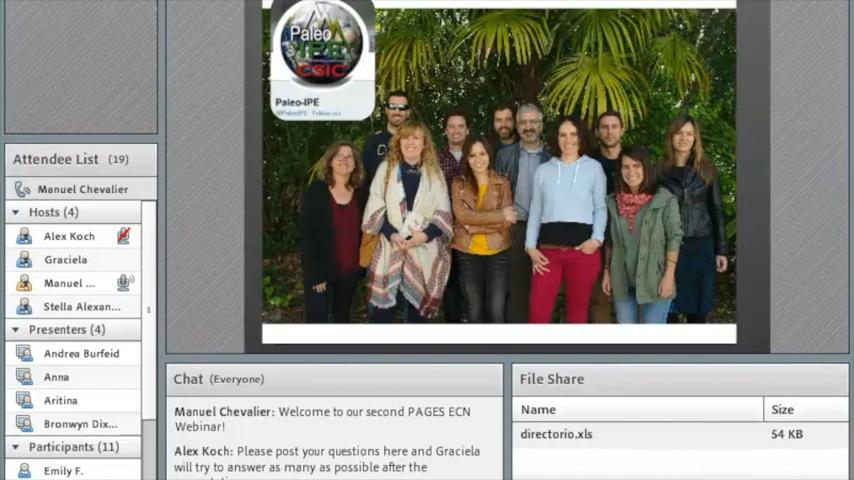 Paleo
IPE
CSIC
Paleo-IPE
Attendee List (19)
Manuel Chevalier
Hosts (4)
Alex Koch
Graciela
Manuel ...
Stella Alexan...
Presenters (4)
Andrea Burfeid
Anna
Aritina
Bronwyn Dix...
Participants (11)
Emily F.
Chat (Everyone)
Manuel Chevalier: Welcome to our second PAGES ECN
Webinar!
Alex Koch: Please post your questions here and Graciela
will try to answer as many as possible after the
File Share
Name Size
directorio.xls 54 KB